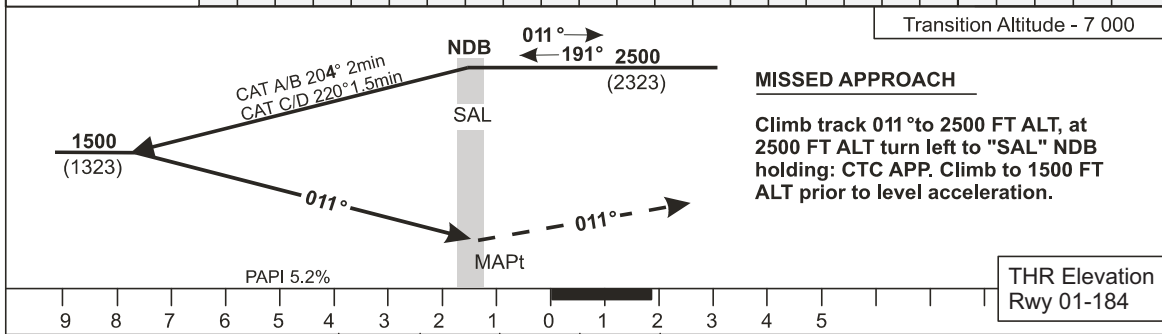 Transition Altitude - 7 000
011°
NDB
191° 2500
(2323)
CAT A/B 204° 2min
CAT C/D 220°1.5min
SAL
1500
(1323)
011°
011°
MAPt
MISSED APPROACH
Climb track 011°to 2500 FT ALT, at
2500 FT ALT turn left to "SAL" NDB
holding: CTC APP. Climb to 1500 FT
ALT prior to level acceleration.
PAPI 5.2%
THR Elevation
Rwy 01-184
9 8 7 6 5 4 3 2 1 0 1 2 3 4 5